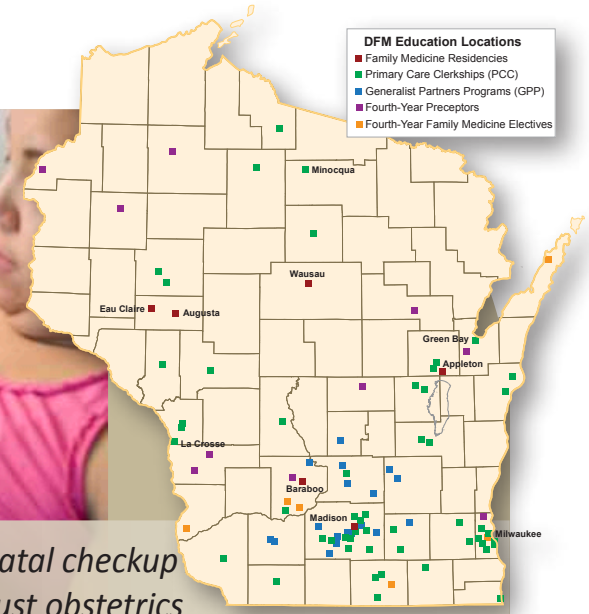 DFM Education Locations
Family Medicine Residencies
Primary Care Clerkships (PCC)
Generalist Partners Programs (GPP)
Fourth-Year Preceptors
Fourth-Year Family Medicine Electives
Minocqua
Wausau
Eau Claire
Augusta
Green Bay
Appleton
La Crosse
Baraboo
Madison
Milwaukee
atal checkup
ust obstetrics